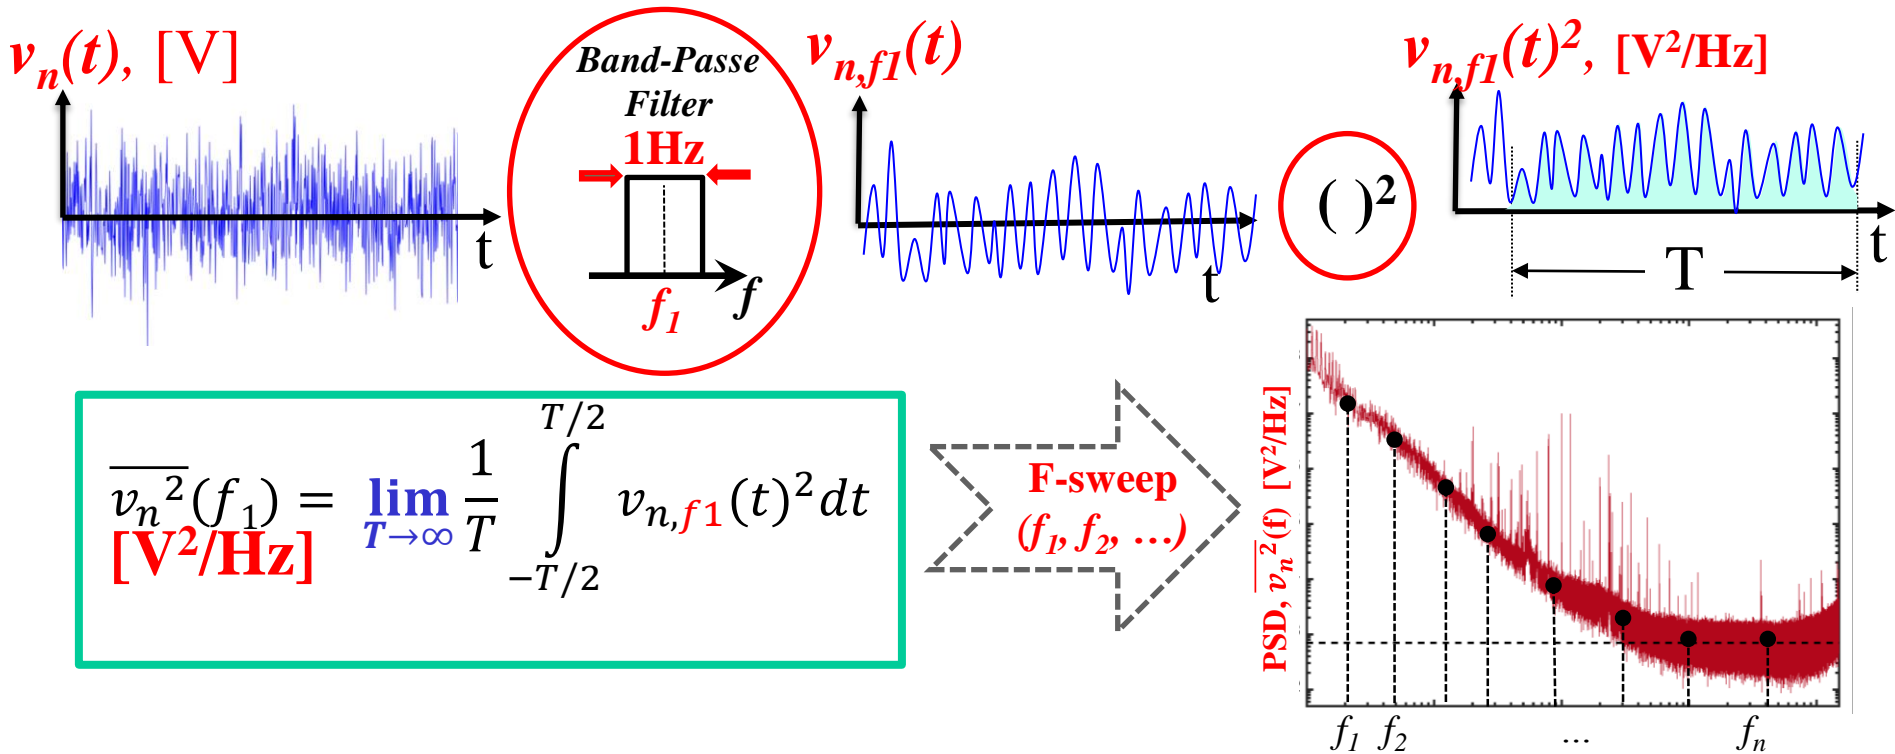 vn(t), [V]
t
Band-Passe
Filter
1Hz
f1
f
vn,f1(t)
t
( )²
vn,f1(t)², [V²/Hz]
t
T
vn²(f1) = lim T→∞ 1/T ∫ −T/2 T/2 vn,f1(t)²dt
[V²/Hz]
F-sweep
(f1, f2, ...)
PSD, vn²(f) [V²/Hz]
f1 f2 ... fn